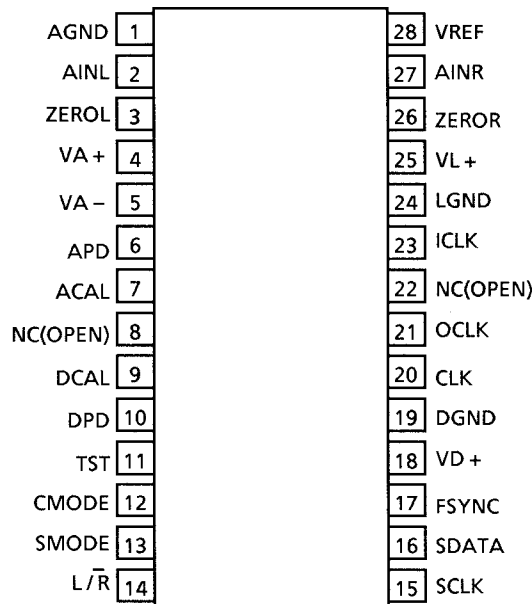 AGND 1 28 VREF
AINL 2 27 AINR
ZEROL 3 26 ZEROR
VA+ 4 25 VL+
VA- 5 24 LGND
APD 6 23 ICLK
ACAL 7 22 NC(OPEN)
NC(OPEN) 8 21 OCLK
DCAL 9 20 CLK
DPD 10 19 DGND
TST 11 18 VD+
CMODE 12 17 FSYNC
SMODE 13 16 SDATA
L/R̅ 14 15 SCLK